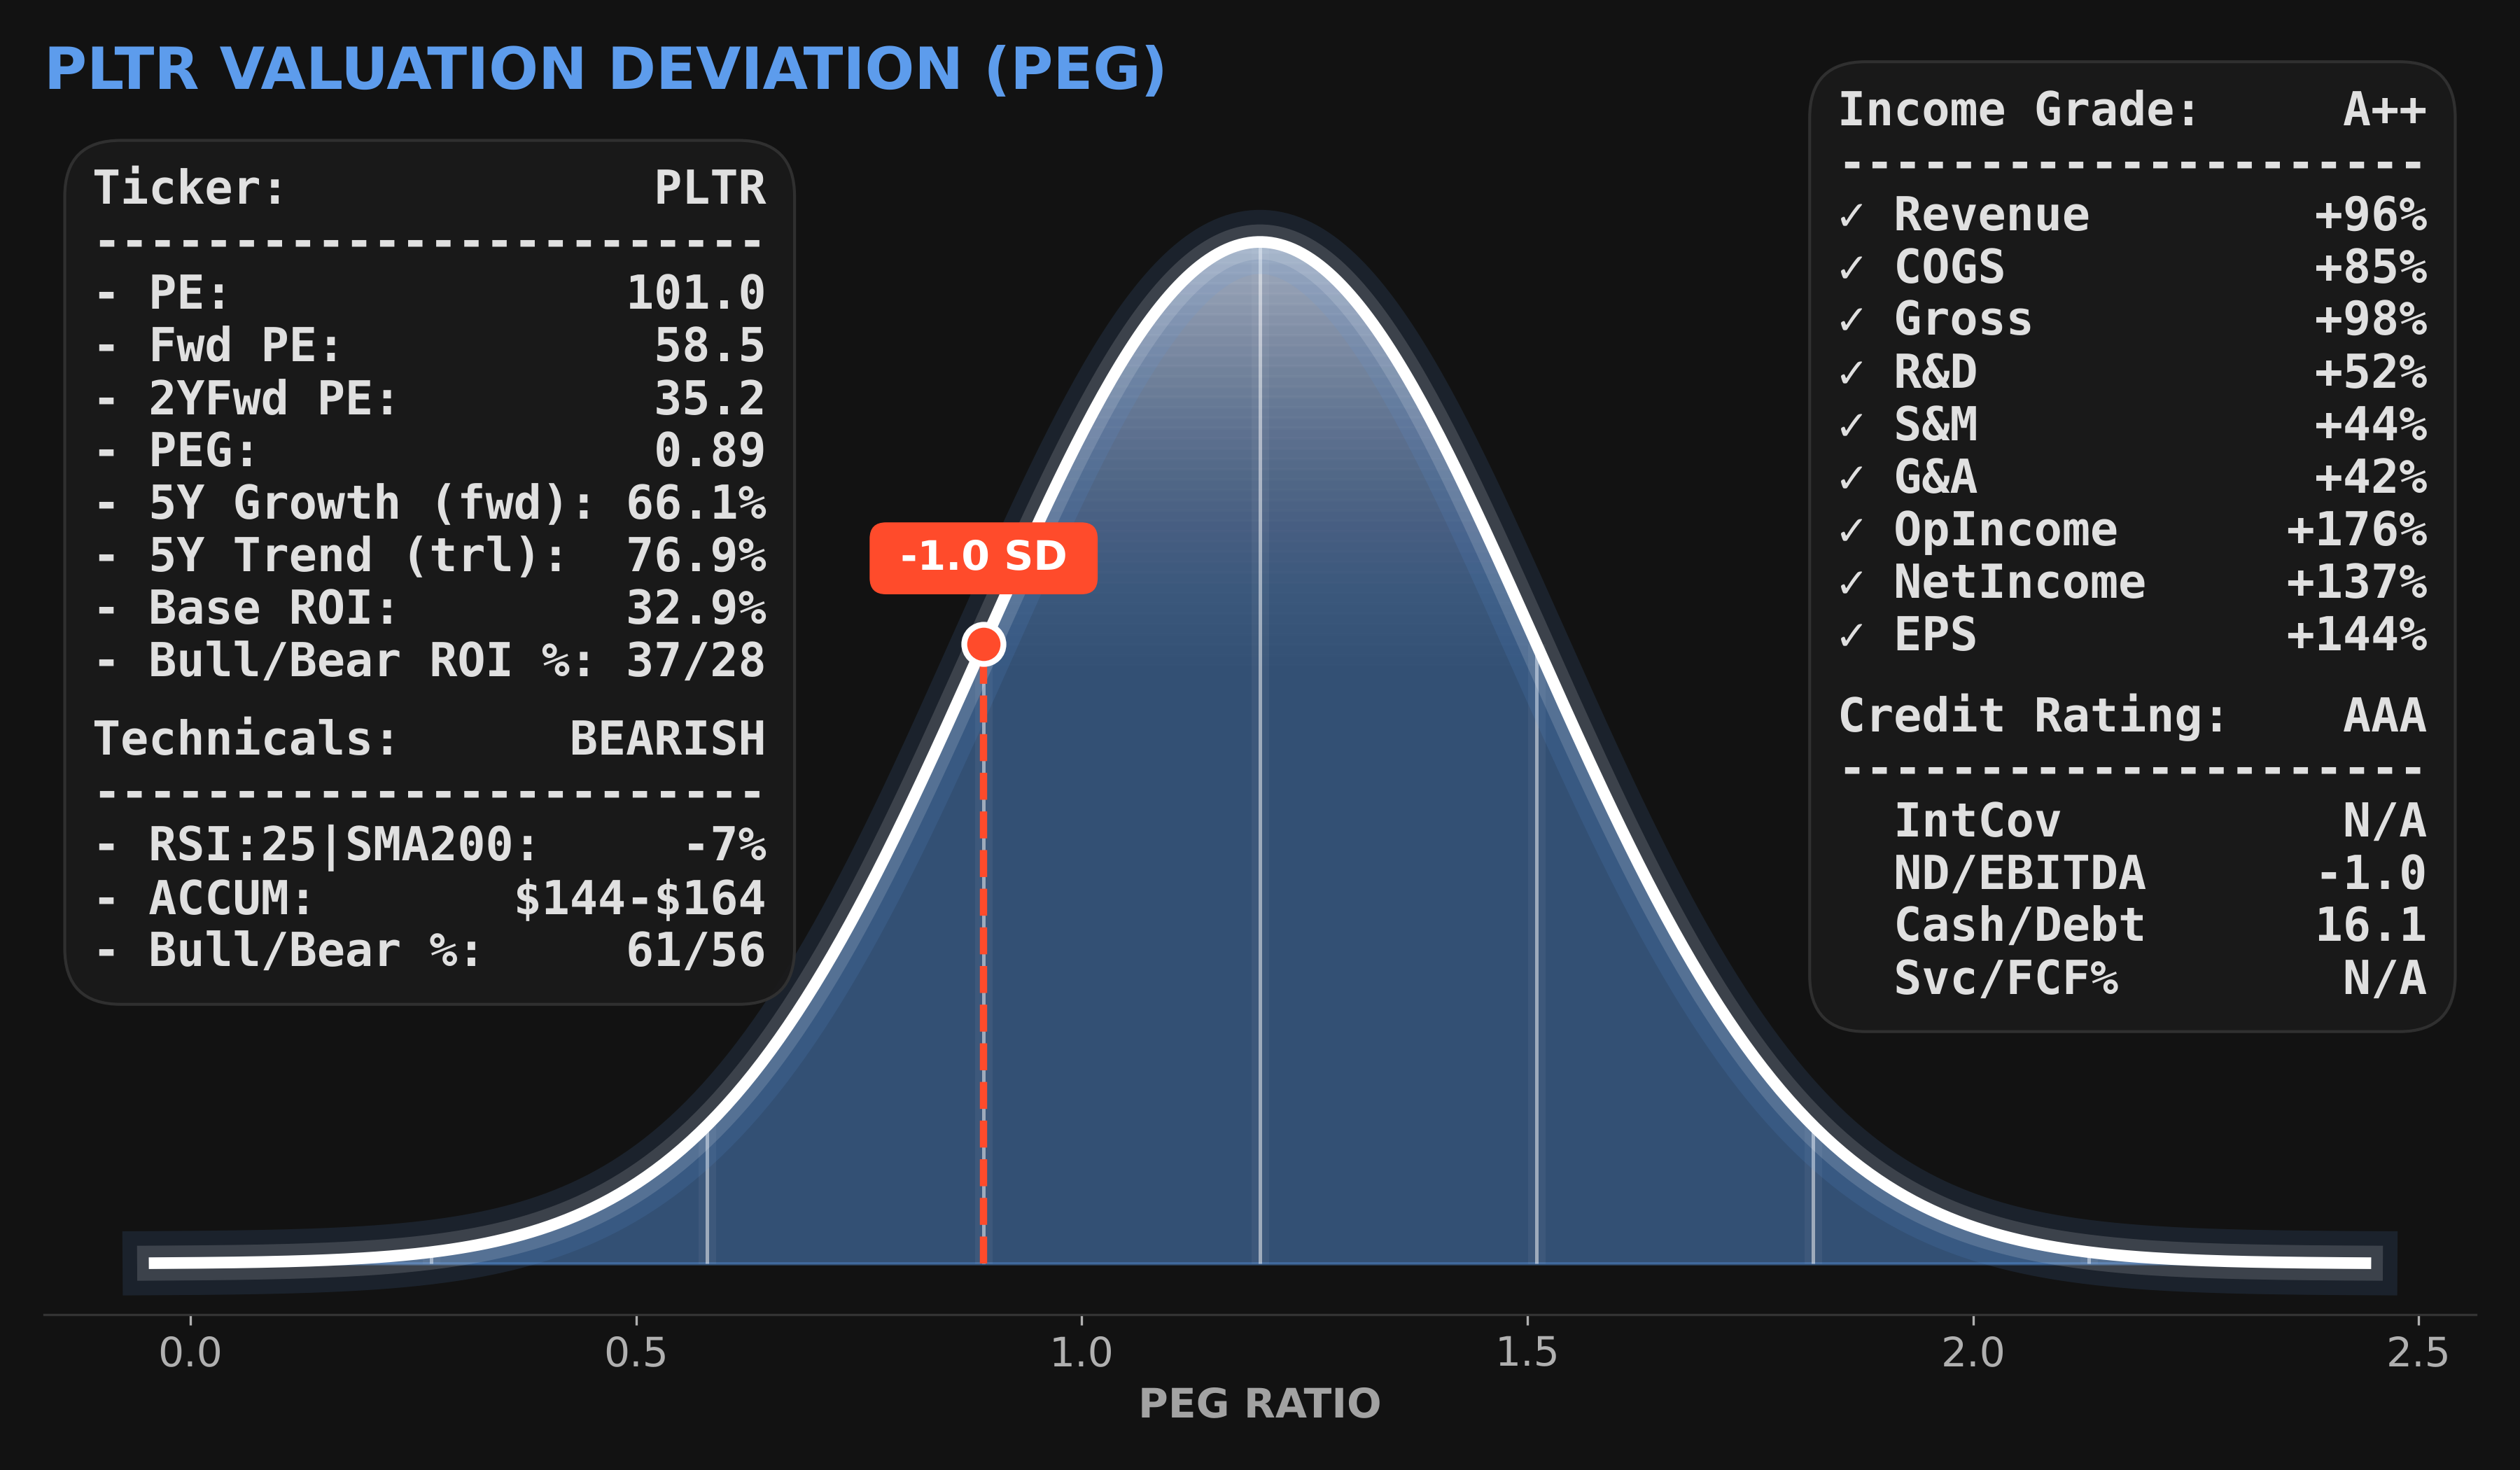 PLTR VALUATION DEVIATION (PEG)
Ticker: PLTR
------------------------
- PE: 101.0
- Fwd PE: 58.5
- 2YFwd PE: 35.2
- PEG: 0.89
- 5Y Growth (fwd): 66.1%
- 5Y Trend (trl): 76.9%
- Base ROI: 32.9%
- Bull/Bear ROI %: 37/28
Technicals: BEARISH
------------------------
- RSI:25|SMA200: -7%
- ACCUM: $144-$164
- Bull/Bear %: 61/56
-1.0 SD
Income Grade: A++
---------------------
✓ Revenue +96%
✓ COGS +85%
✓ Gross +98%
✓ R&D +52%
✓ S&M +44%
✓ G&A +42%
✓ OpIncome +176%
✓ NetIncome +137%
✓ EPS +144%
Credit Rating: AAA
---------------------
IntCov N/A
ND/EBITDA -1.0
Cash/Debt 16.1
Svc/FCF% N/A
0.0 0.5 1.0 1.5 2.0 2.5
PEG RATIO